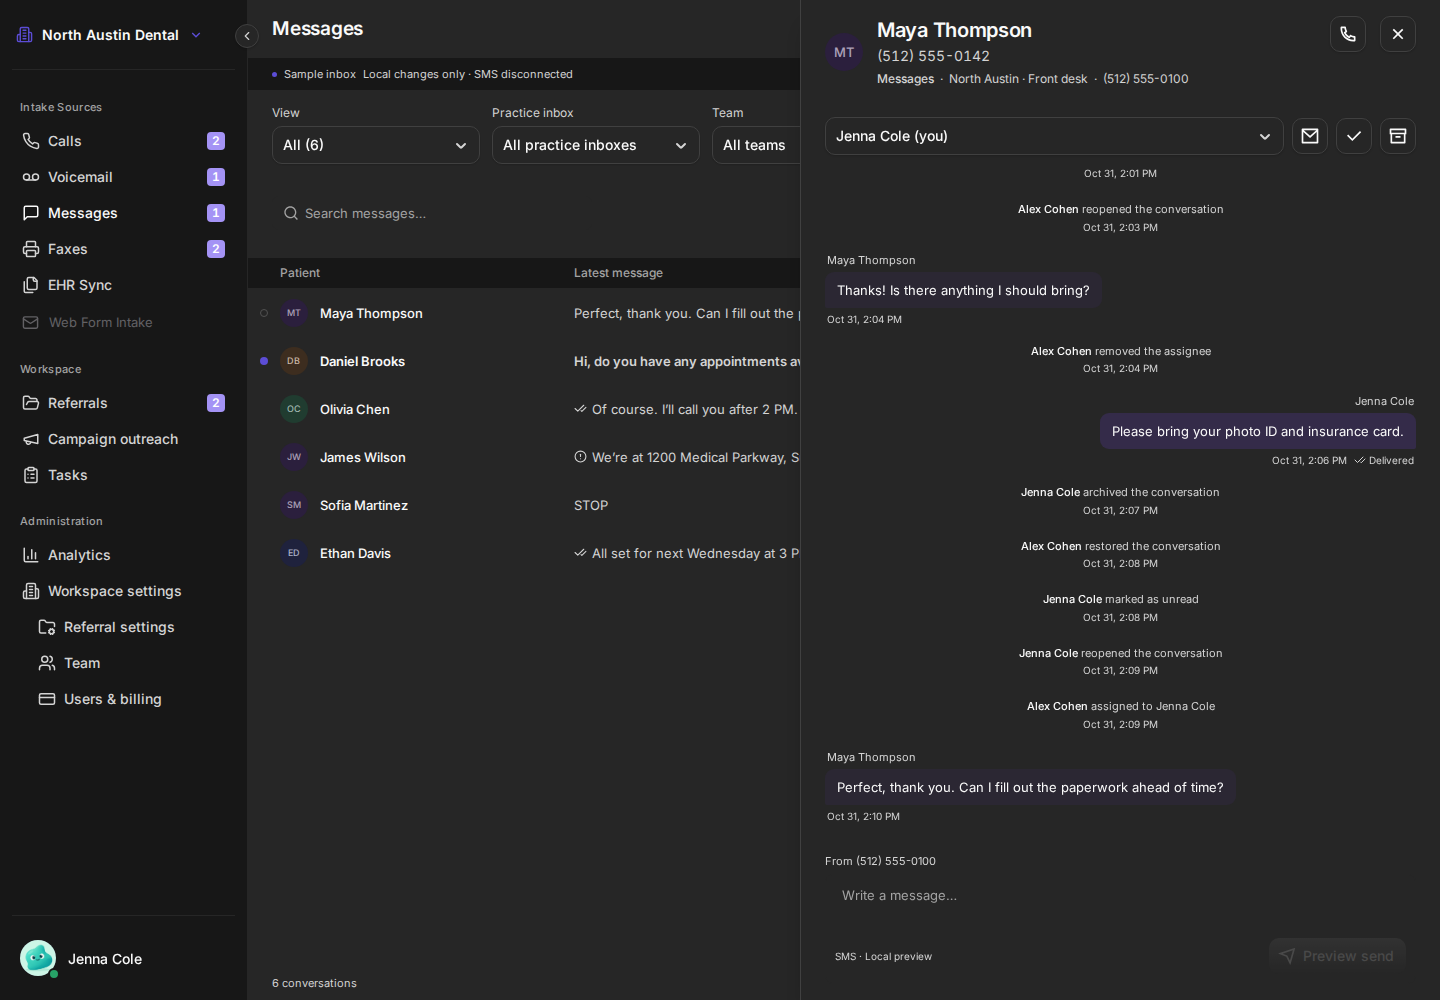 North Austin Dental
Intake Sources
Calls 2
Voicemail 1
Messages 1
Faxes 2
EHR Sync
Web Form Intake
Workspace
Referrals 2
Campaign outreach
Tasks
Administration
Analytics
Workspace settings
Referral settings
Team
Users & billing
Jenna Cole
Messages
Sample inbox Local changes only · SMS disconnected
View Practice inbox Team
All (6) All practice inboxes All teams
Search messages...
Patient Latest message
MT Maya Thompson Perfect, thank you. Can I fill out the
DB Daniel Brooks Hi, do you have any appointments
OC Olivia Chen Of course. I'll call you after 2 PM.
JW James Wilson We're at 1200 Medical Parkway,
SM Sofia Martinez STOP
ED Ethan Davis All set for next Wednesday at 3
6 conversations
MT
Maya Thompson
(512) 555-0142
Messages · North Austin · Front desk · (512) 555-0100
Jenna Cole (you)
Oct 31, 2:01 PM
Alex Cohen reopened the conversation
Oct 31, 2:03 PM
Maya Thompson
Thanks! Is there anything I should bring?
Oct 31, 2:04 PM
Alex Cohen removed the assignee
Oct 31, 2:04 PM
Jenna Cole
Please bring your photo ID and insurance card.
Oct 31, 2:06 PM Delivered
Jenna Cole archived the conversation
Oct 31, 2:07 PM
Alex Cohen restored the conversation
Oct 31, 2:08 PM
Jenna Cole marked as unread
Oct 31, 2:08 PM
Jenna Cole reopened the conversation
Oct 31, 2:09 PM
Alex Cohen assigned to Jenna Cole
Oct 31, 2:09 PM
Maya Thompson
Perfect, thank you. Can I fill out the paperwork ahead of time?
Oct 31, 2:10 PM
From (512) 555-0100
Write a message...
SMS · Local preview
Preview send